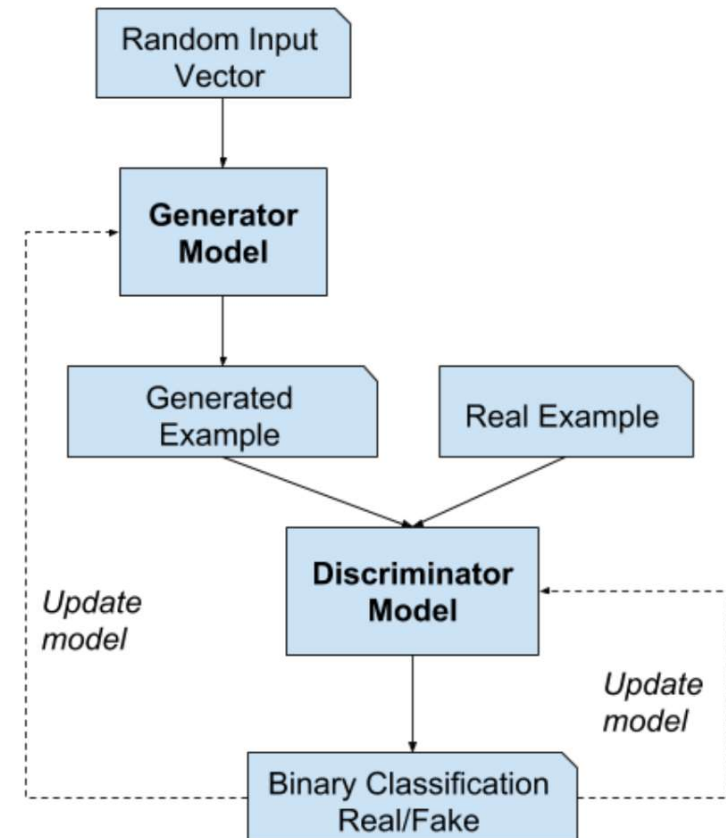 Random Input
Vector
Generator
Model
Generated
Example
Real Example
Discriminator
Model
Update
model
Update
model
Binary Classification
Real/Fake